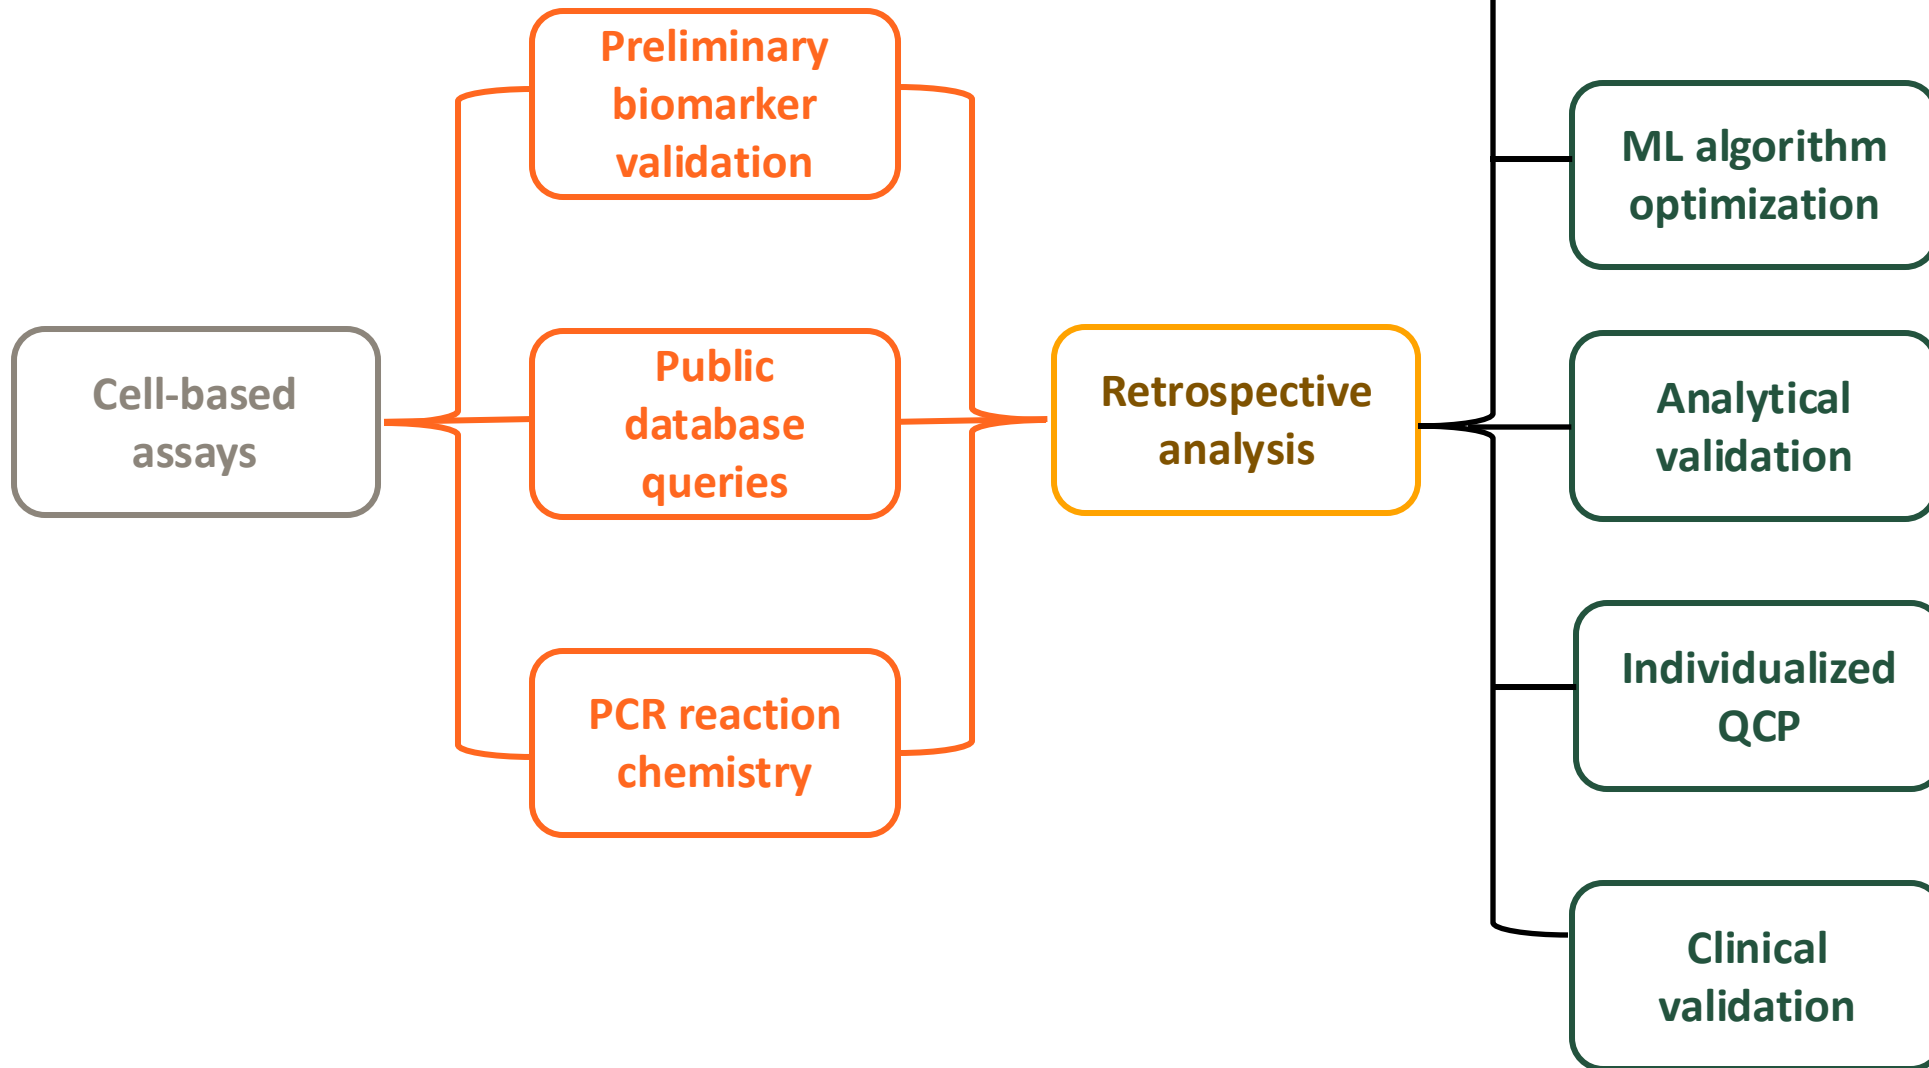 Cell-based
assays
Preliminary
biomarker
validation
Public
database
queries
PCR reaction
chemistry
Retrospective
analysis
ML algorithm
optimization
Analytical
validation
Individualized
QCP
Clinical
validation